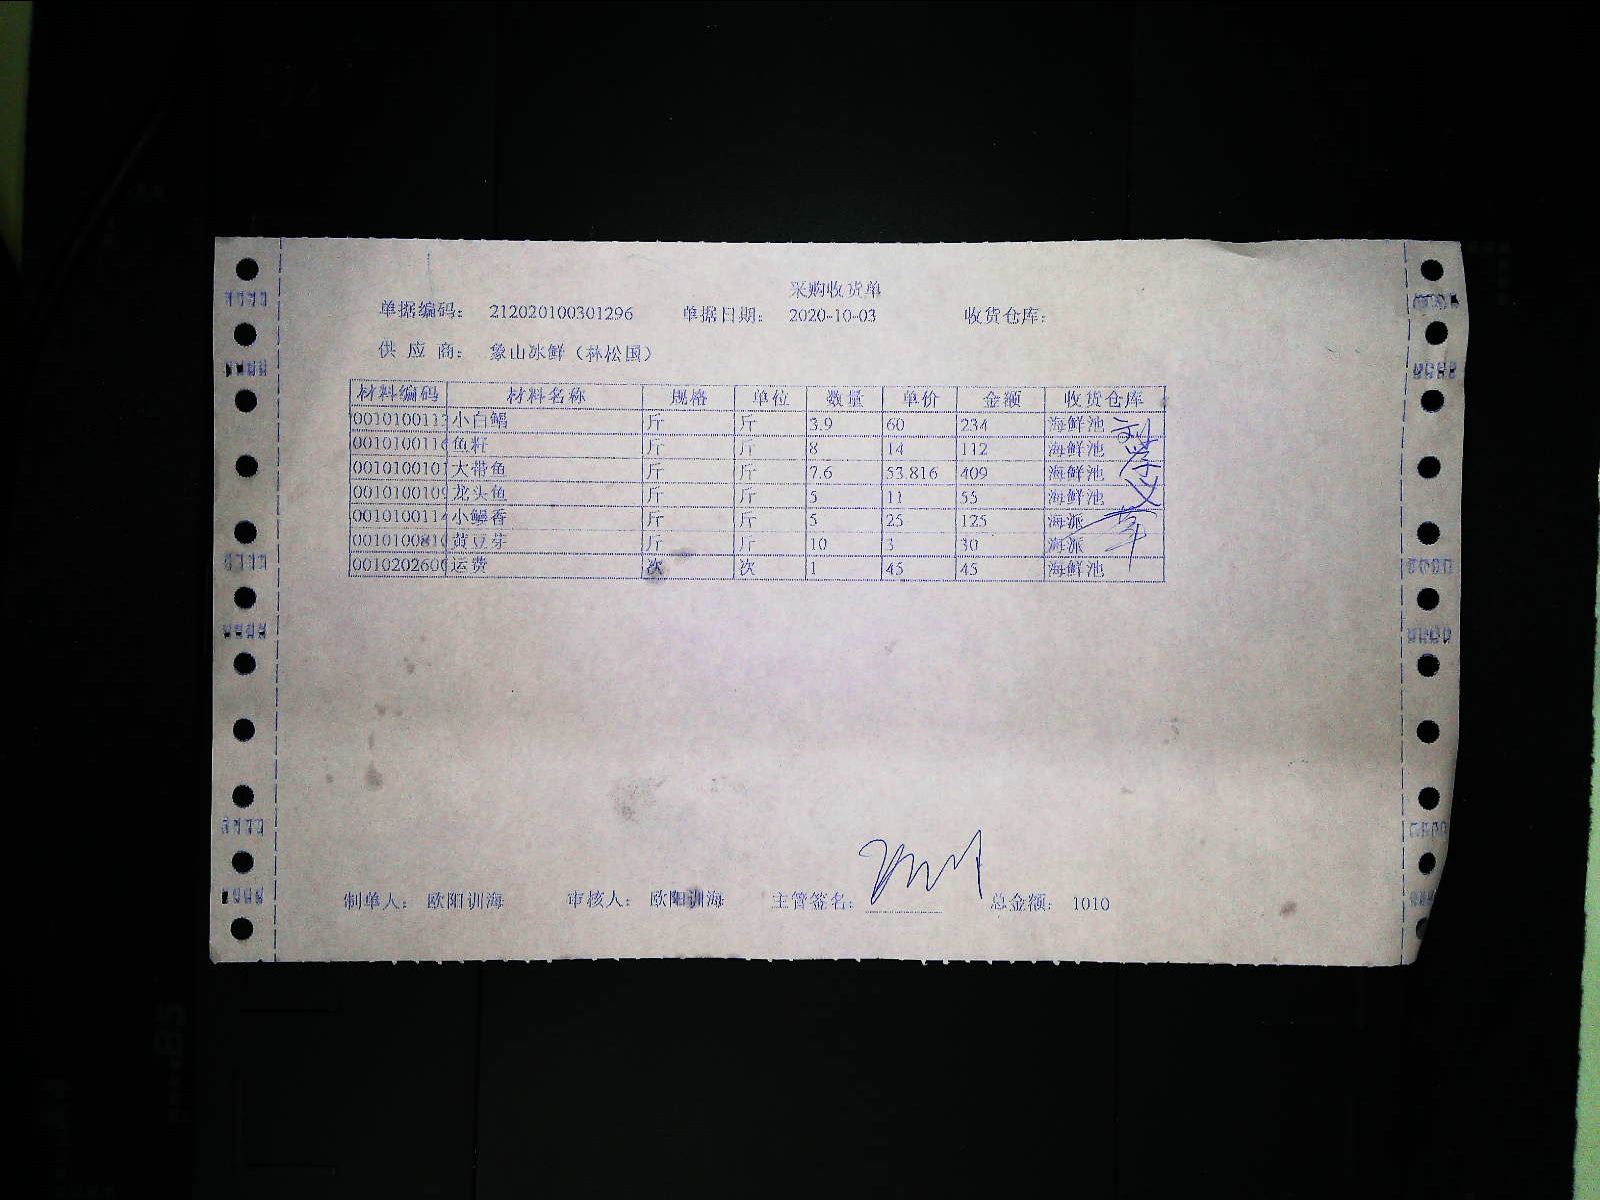 采购收货单
单据编码: 212020100301296 单据日期: 2020-10-03 收货仓库:
供应商: 象山冰鲜（林松国）
材料编码 材料名称 规格 单位 数量 单价 金额 收货仓库
0010100113 小白鲳 斤 斤 3.9 60 234 海鲜池
001010011 鱼籽 斤 斤 8 14 112 海鲜池
0010100101 大带鱼 斤 斤 7.6 53.816 409 海鲜池
001010010 龙头鱼 斤 斤 5 11 55 海鲜池
001010011 小鳗香 斤 斤 5 25 125 海派
001010081 黄豆芽 斤 斤 10 3 30 海派
001020260 运费 次 次 1 45 45 海鲜池
制单人: 欧阳训海 审核人: 欧阳训海 主管签名: 总金额: 1010